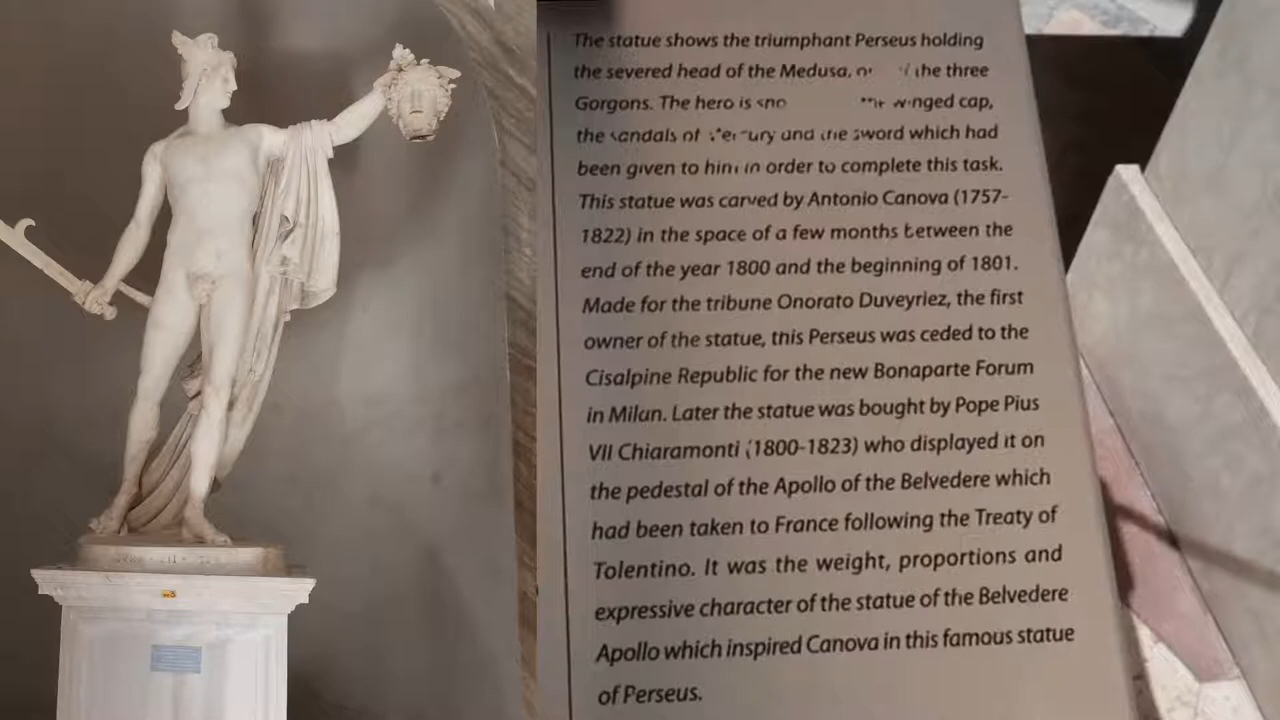 The statue shows the triumphant Perseus holding
the severed head of the Medusa, the three
Gorgons. The hero is cap,
the sandals of and the sword which had
been given to him in order to complete this task.
This statue was carved by Antonio Canova (1757-
1822) in the space of a few months between the
end of the year 1800 and the beginning of 1801.
Made for the tribune Onorato Duveyriez, the first
owner of the statue, this Perseus was ceded to the
Cisalpine Republic for the new Bonaparte Forum
in Milan. Later the statue was bought by Pope Pius
VII Chiaramonti (1800-1823) who displayed it on
the pedestal of the Apollo of the Belvedere which
had been taken to France following the Treaty of
Tolentino. It was the weight, proportions and
expressive character of the statue of the Belvedere
Apollo which inspired Canova in this famous statue
of Perseus.